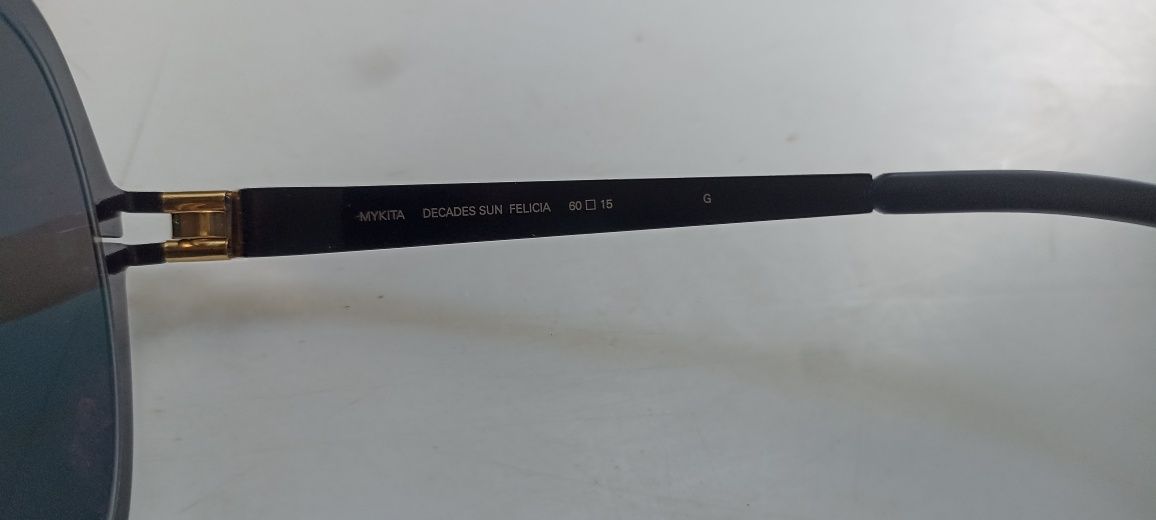 MYKITA DECADES SUN FELICIA 60□15 G